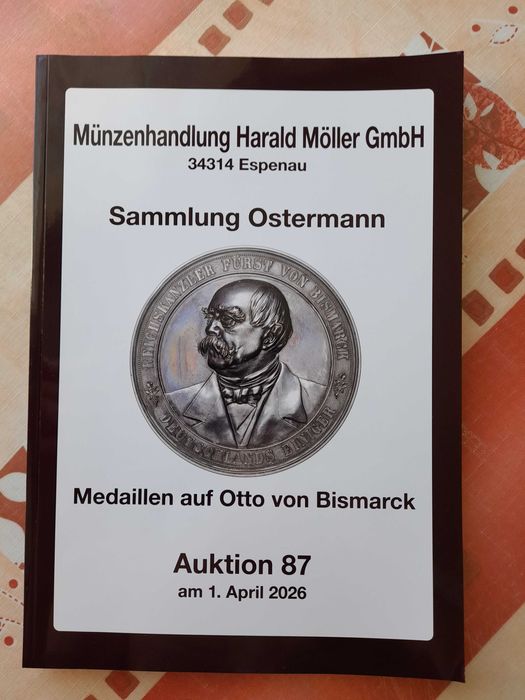 Münzenhandlung Harald Möller GmbH
34314 Espenau
Sammlung Ostermann
REICHSKANZLER FÜRST VON BISMARCK
DEUTSCHLANDS EINIGER
Medaillen auf Otto von Bismarck
Auktion 87
am 1. April 2026